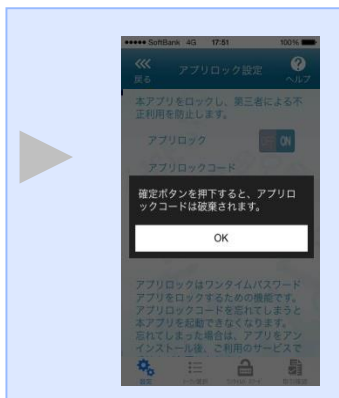 ●●●●● SoftBank 4G 17:51 100%
戻る アプリロック設定 ? ヘルプ
本アプリをロックし、第三者による不
正利用を防止します。
アプリロック ON
アプリロックコード
確定ボタンを押下すると、アプリロ
ックコードは破棄されます。
OK
アプリロックはワンタイムパスワード
アプリをロックするための機能です。
アプリロックコードを忘れてしまうと
本アプリを起動できなくなります。
忘れてしまった場合は、アプリをアン
インストール後、ご利用のサービスで
設定